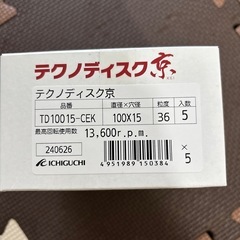 テクノディスク京
テクノディスク京
品番 直径×穴径 粒度 入数
TD10015-CEK 100X15 36 5
最高回転使用数 13,600r.p.m.
240626
ICHIGUCHI
4951989150384
×5